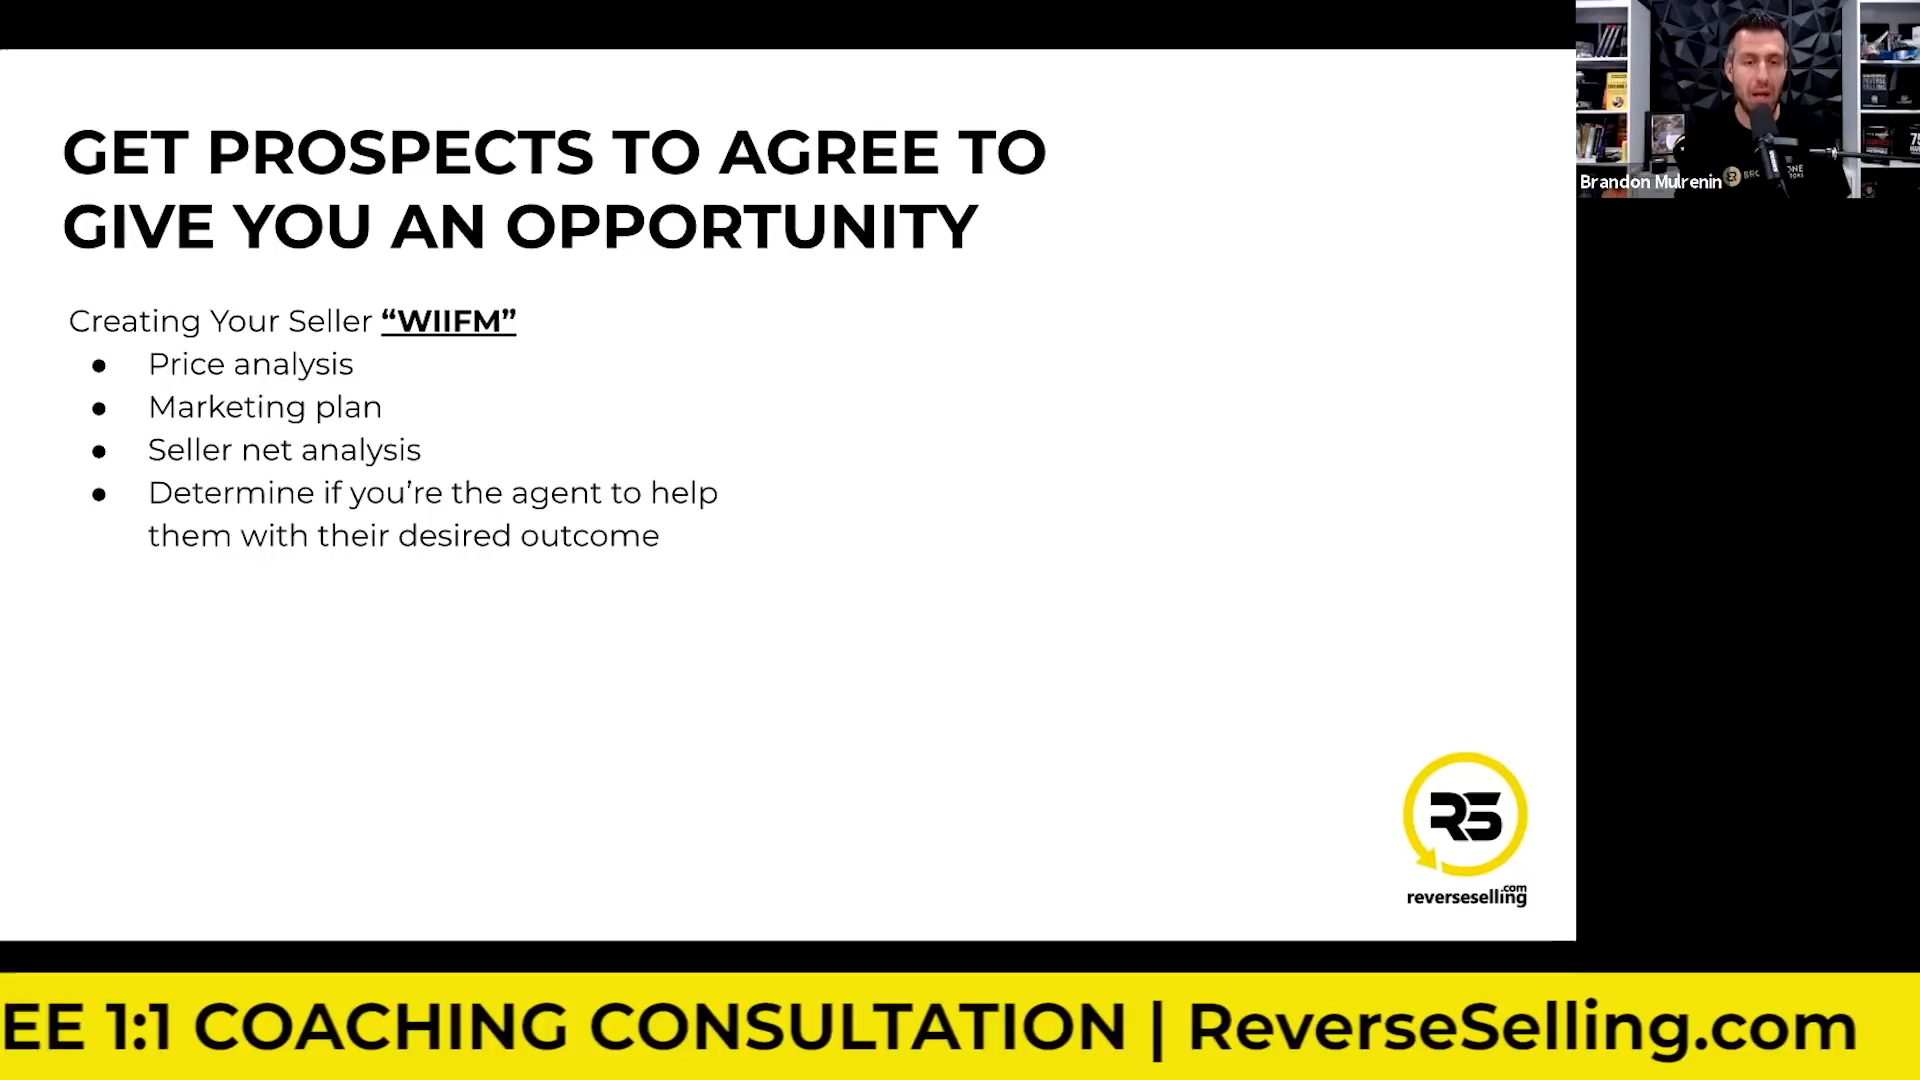 GET PROSPECTS TO AGREE TO
GIVE YOU AN OPPORTUNITY
Creating Your Seller “WIIFM”
● Price analysis
● Marketing plan
● Seller net analysis
● Determine if you’re the agent to help
them with their desired outcome
Brandon Mulrenin
RS
.com
reverseselling
EE 1:1 COACHING CONSULTATION | ReverseSelling.com